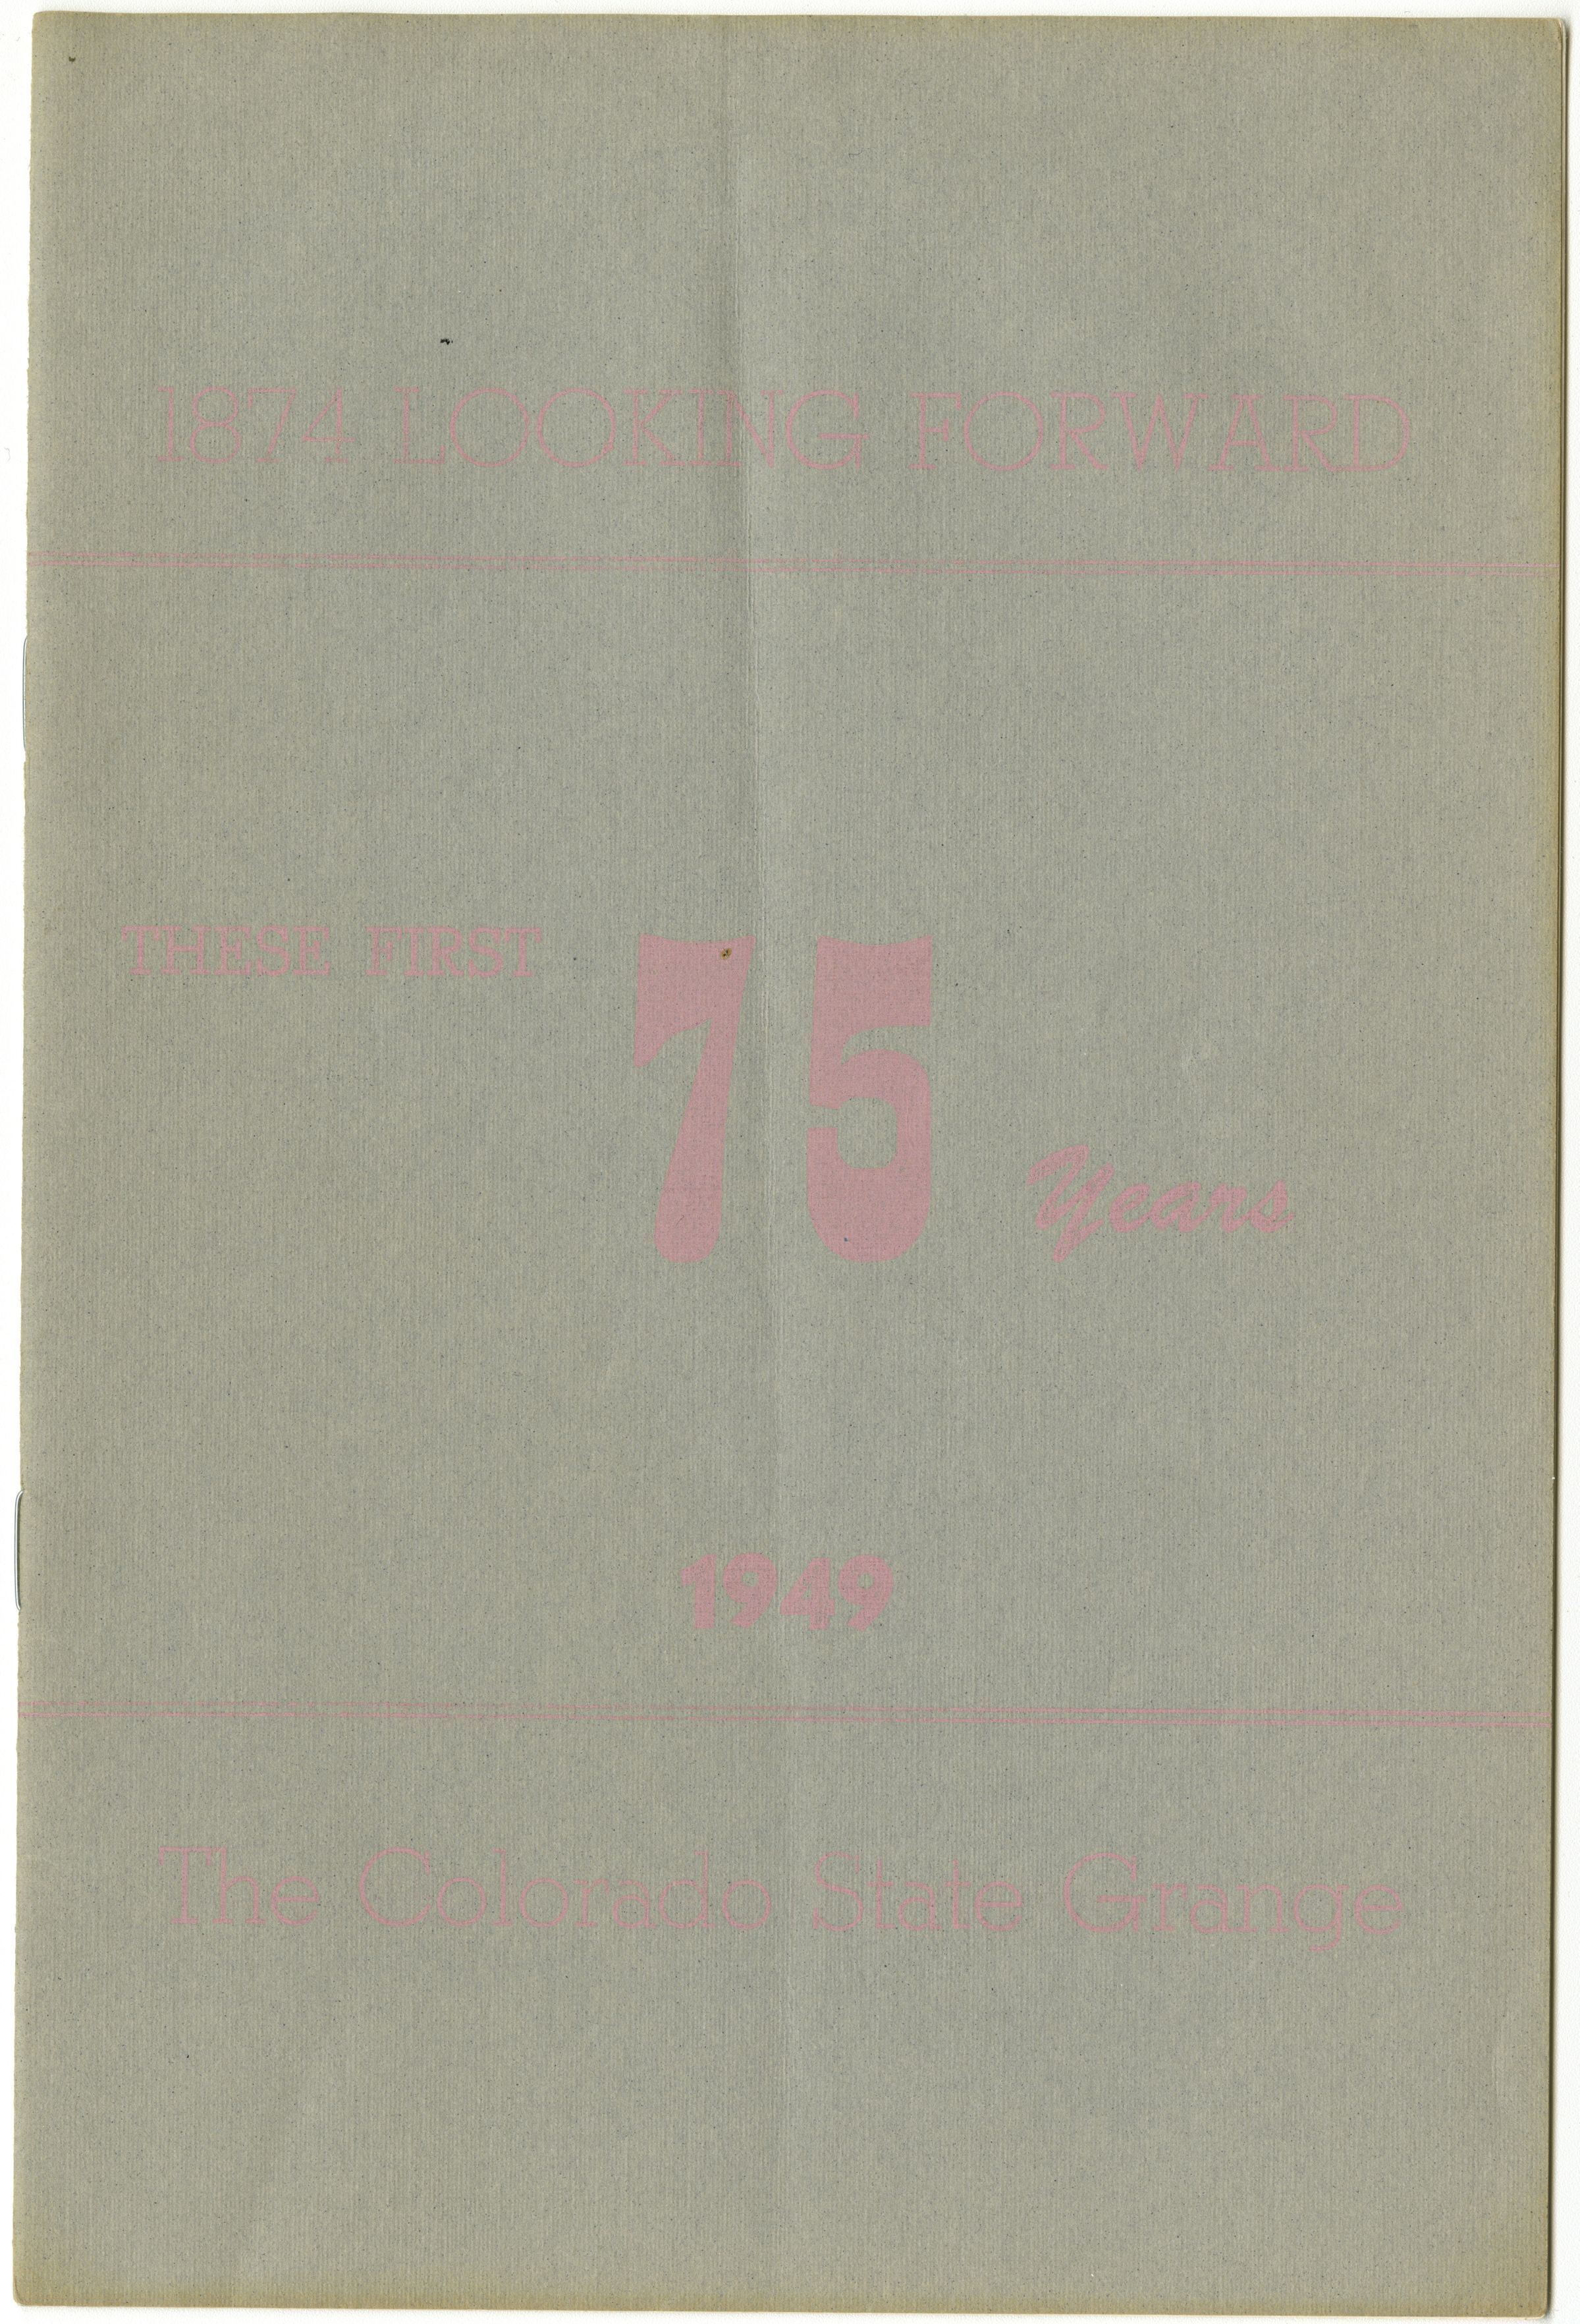 1874 LOOKING FORWARD
THESE FIRST
75
Years
1949
The Colorado State Grange